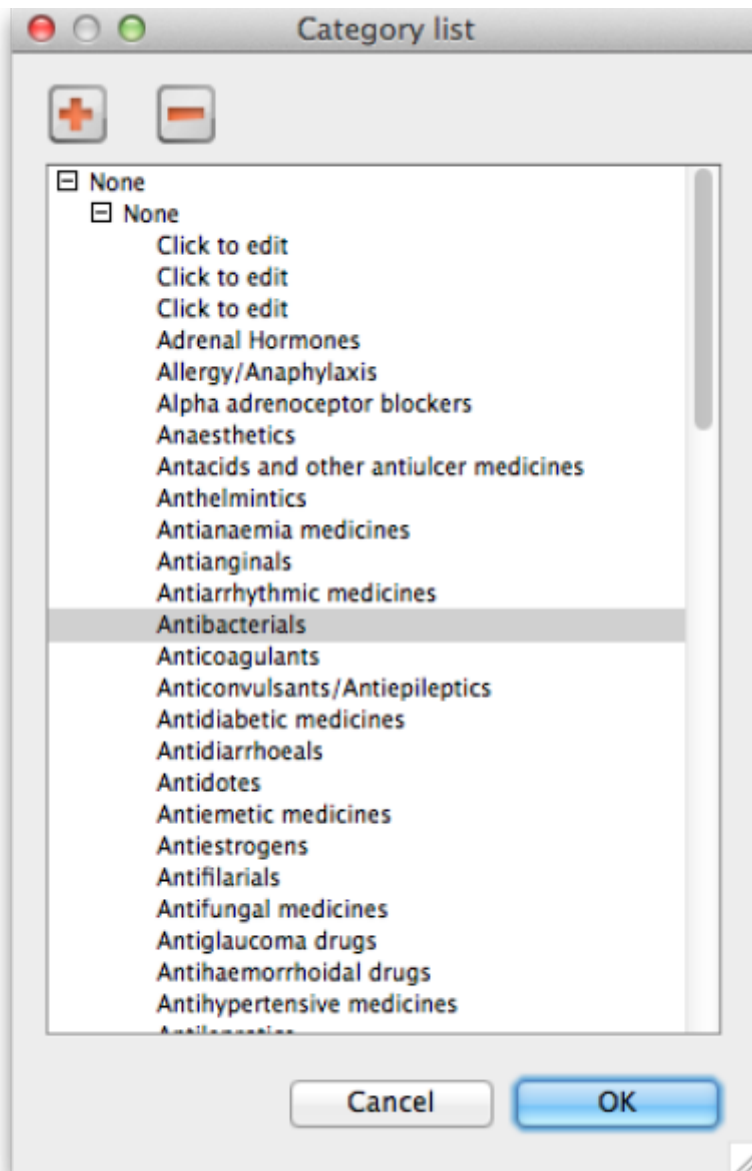 Category list
None
None
Click to edit
Click to edit
Click to edit
Adrenal Hormones
Allergy/Anaphylaxis
Alpha adrenoceptor blockers
Anaesthetics
Antacids and other antiulcer medicines
Anthelmintics
Antianaemia medicines
Antianginals
Antiarrhythmic medicines
Antibacterials
Anticoagulants
Anticonvulsants/Antiepileptics
Antidiabetic medicines
Antidiarrhoeals
Antidotes
Antiemetic medicines
Antiestrogens
Antifilarials
Antifungal medicines
Antiglaucoma drugs
Antihaemorrhoidal drugs
Antihypertensive medicines
Cancel OK